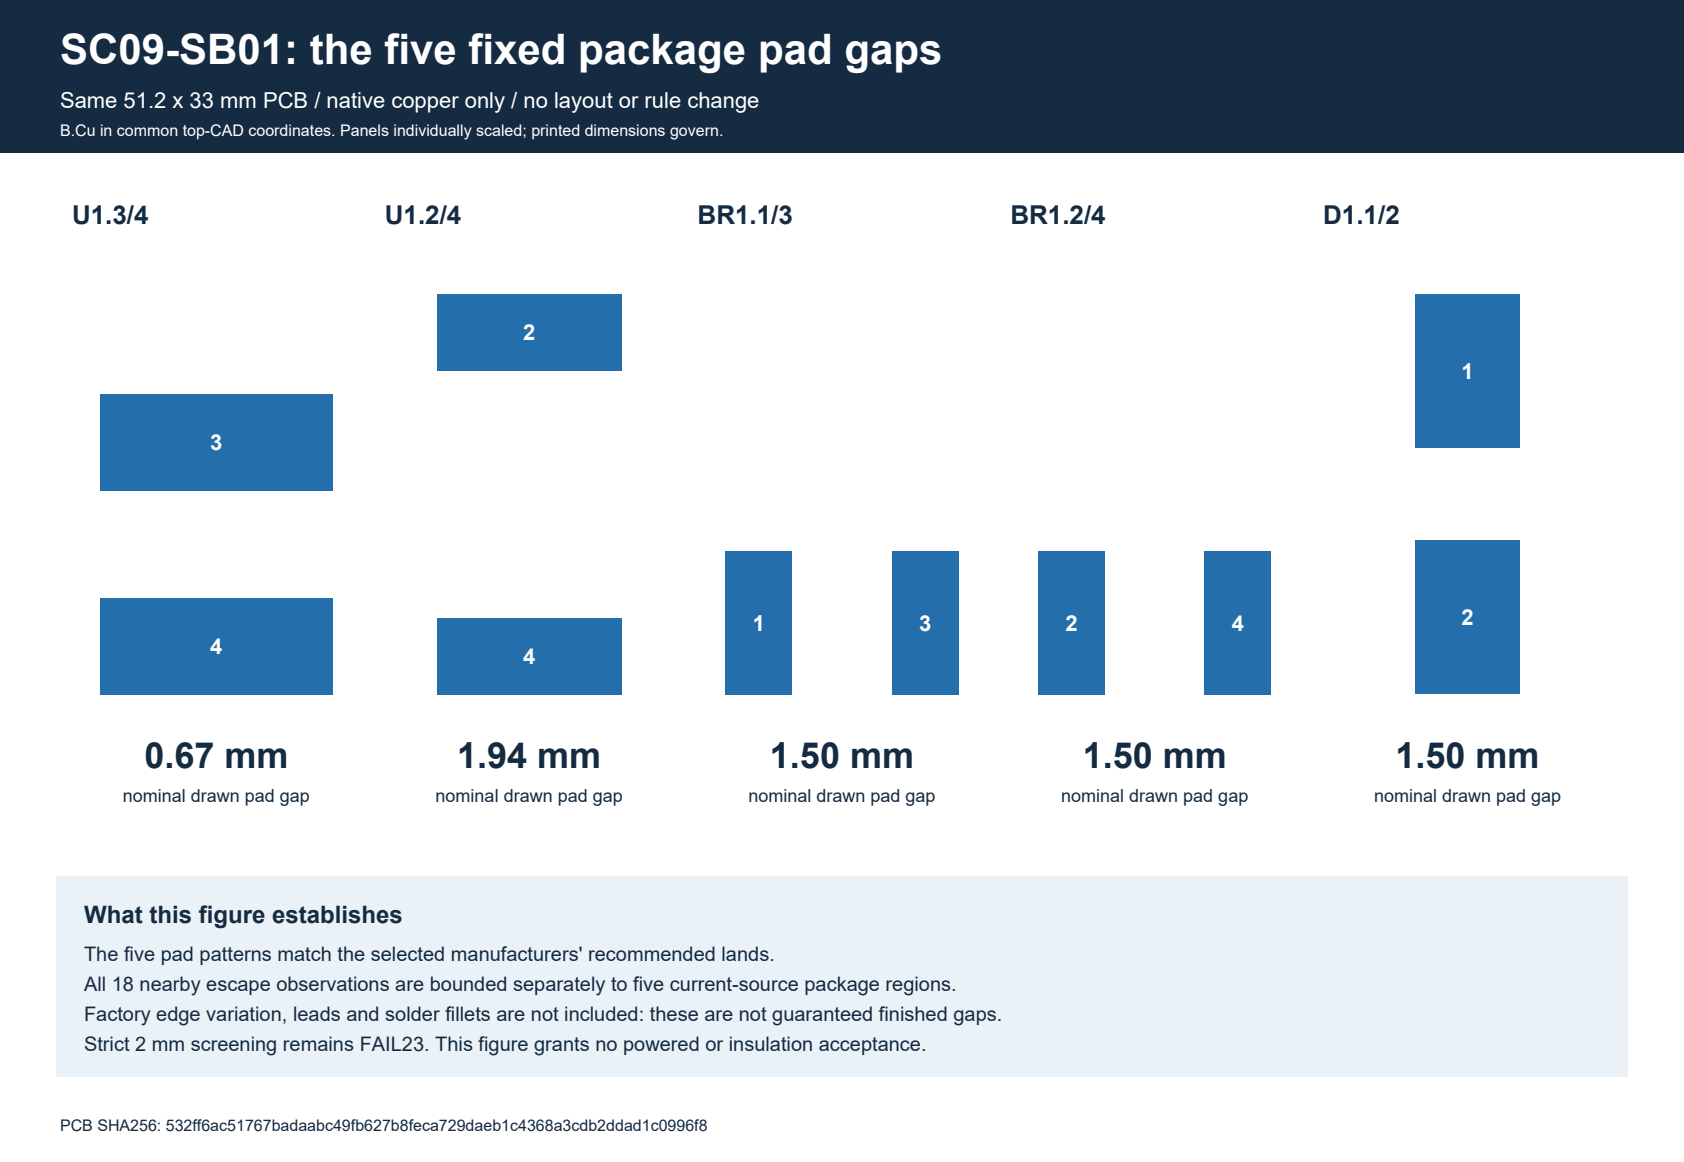 SC09-SB01: the five fixed package pad gaps
Same 51.2 x 33 mm PCB / native copper only / no layout or rule change
B.Cu in common top-CAD coordinates. Panels individually scaled; printed dimensions govern.
U1.3/4
U1.2/4
BR1.1/3
BR1.2/4
D1.1/2
3
4
2
4
1
3
2
4
1
2
0.67 mm
nominal drawn pad gap
1.94 mm
nominal drawn pad gap
1.50 mm
nominal drawn pad gap
1.50 mm
nominal drawn pad gap
1.50 mm
nominal drawn pad gap
What this figure establishes
The five pad patterns match the selected manufacturers' recommended lands.
All 18 nearby escape observations are bounded separately to five current-source package regions.
Factory edge variation, leads and solder fillets are not included: these are not guaranteed finished gaps.
Strict 2 mm screening remains FAIL23. This figure grants no powered or insulation acceptance.
PCB SHA256: 532ff6ac51767badaabc49fb627b8feca729daeb1c4368a3cdb2ddad1c0996f8